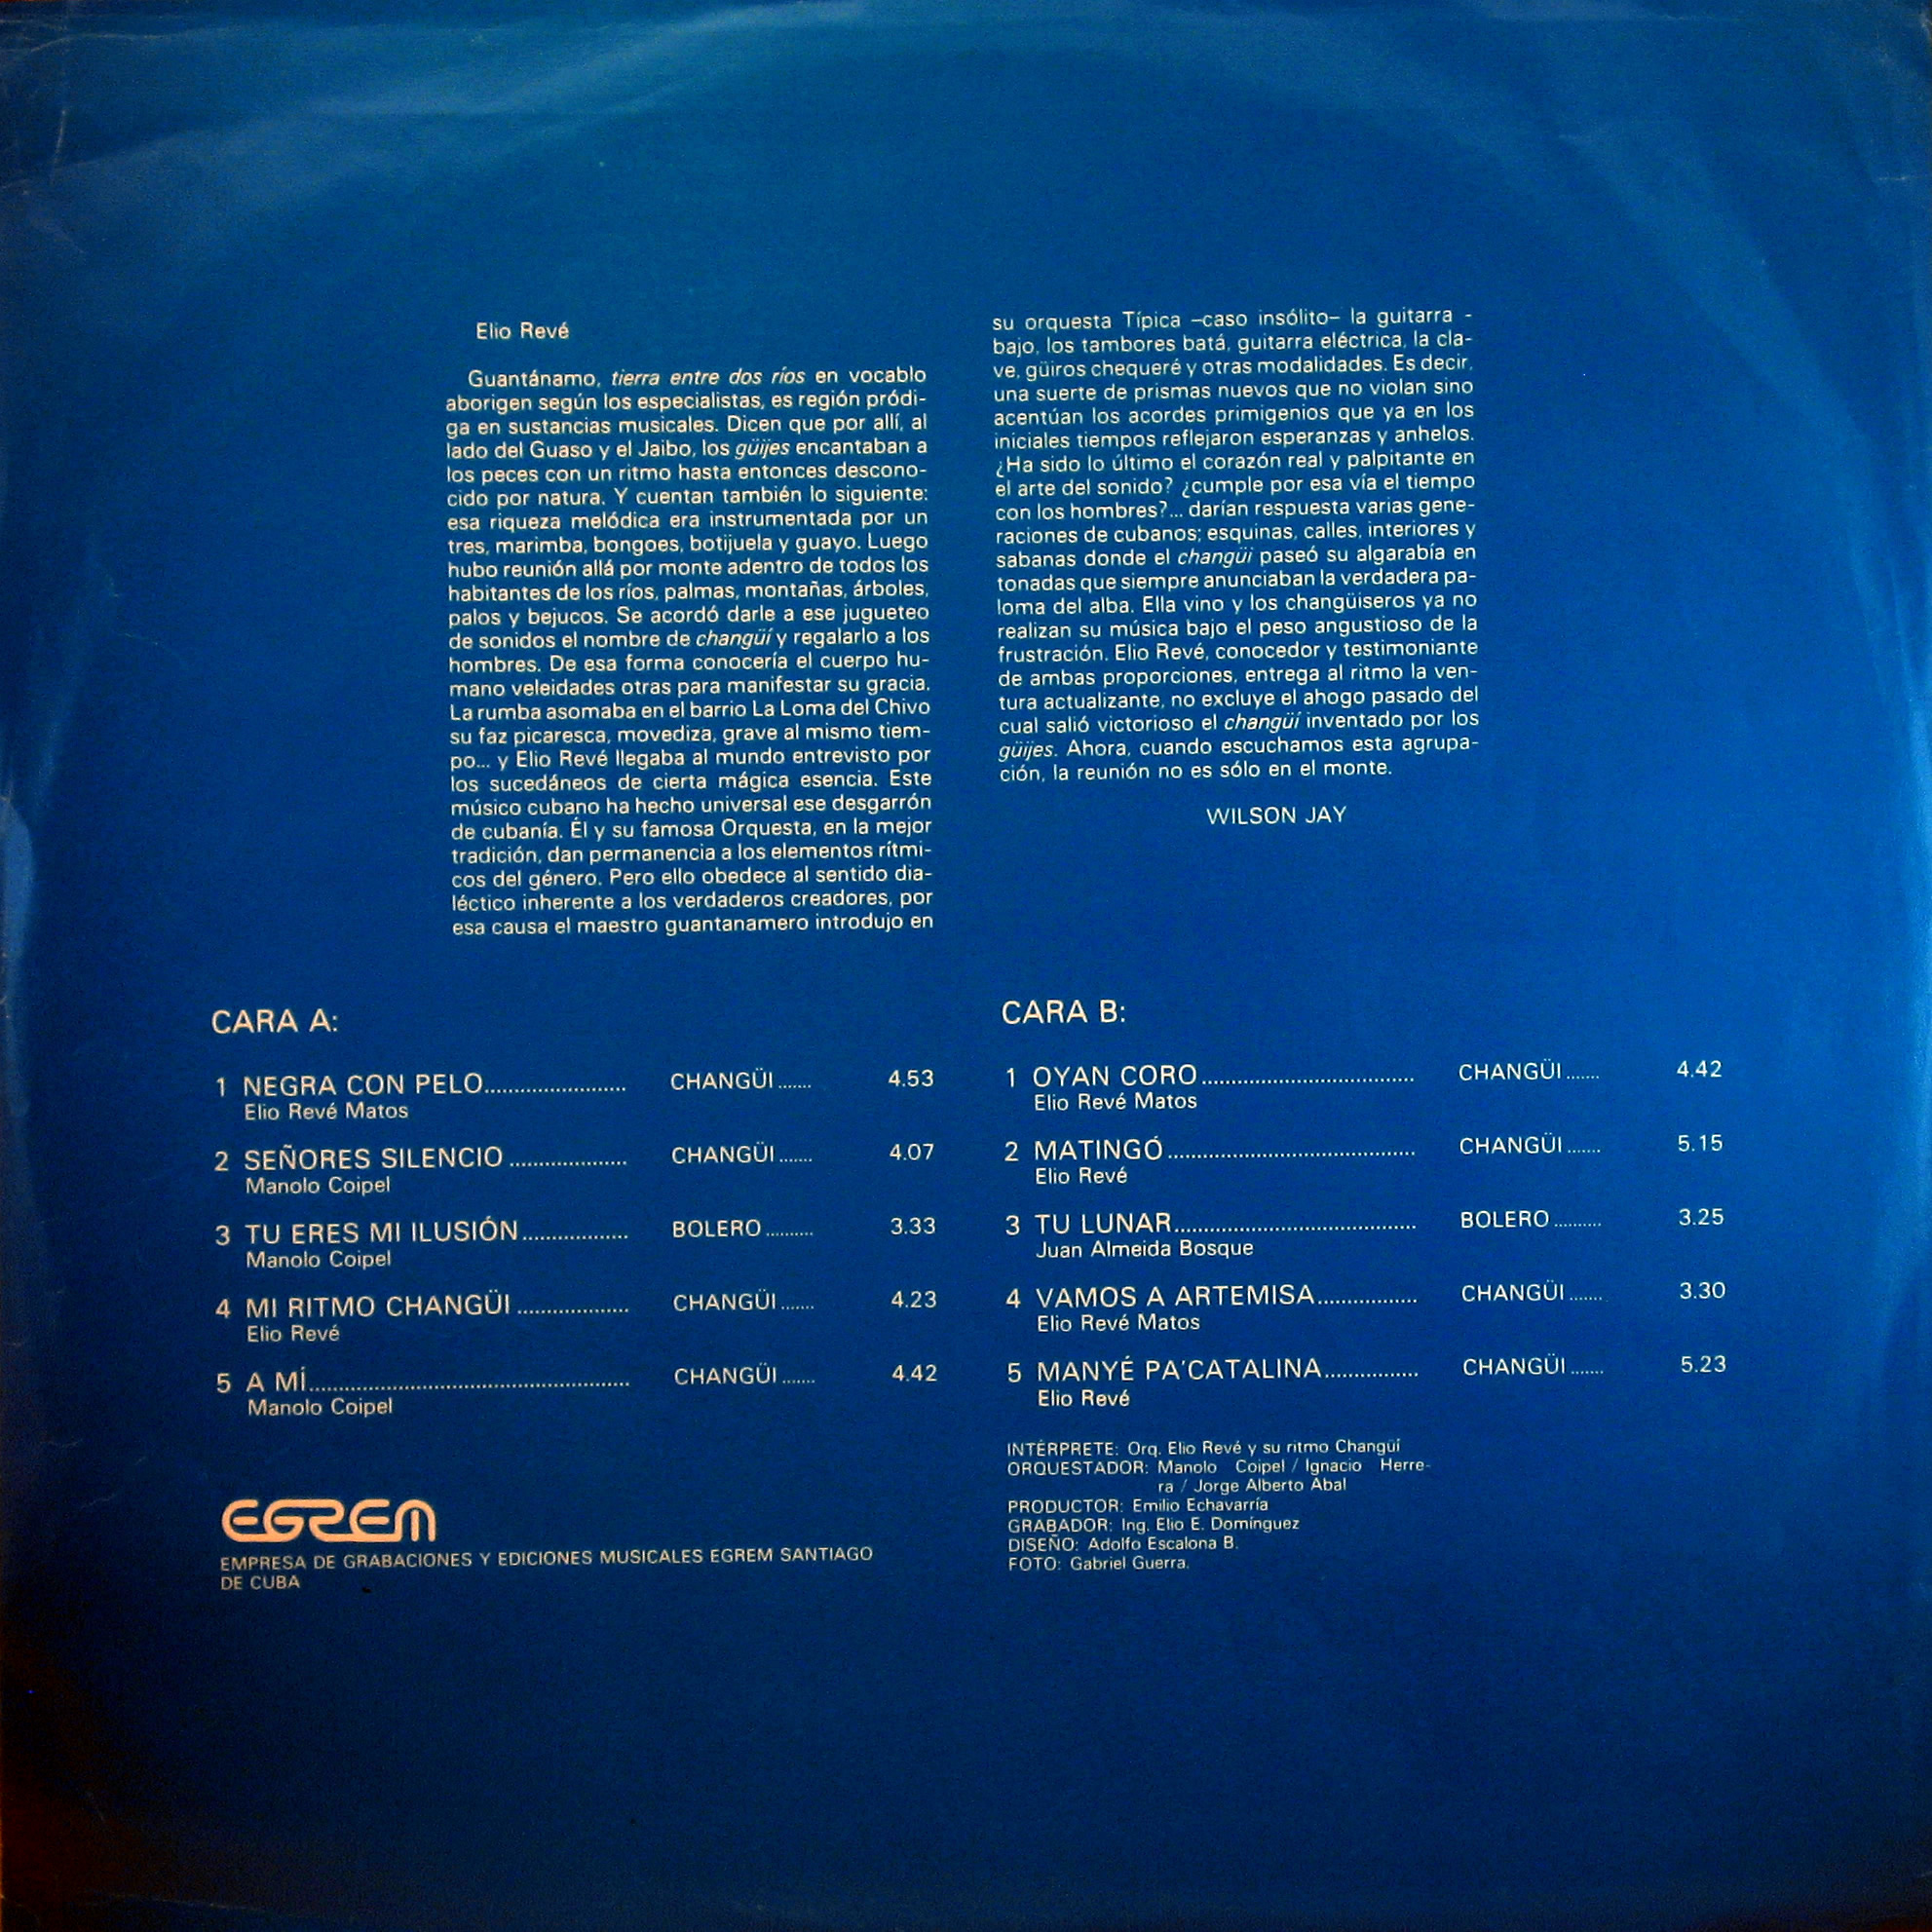 Elio Revé
Guantánamo, tierra entre dos ríos en vocablo
aborigen según los especialistas, es región pródi-
ga en sustancias musicales. Dicen que por allí, al
lado del Guaso y el Jaibo, los güijes encantaban a
los peces con un ritmo hasta entonces descono-
cido por natura. Y cuentan también lo siguiente:
esa riqueza melódica era instrumentada por un
tres, marimba, bongoes, botijuela y guayo. Luego
hubo reunión allá por monte adentro de todos los
habitantes de los ríos, palmas, montañas, árboles,
palos y bejucos. Se acordó darle a ese jugueteo
de sonidos el nombre de changüí y regalarlo a los
hombres. De esa forma conocería el cuerpo hu-
mano veleidades otras para manifestar su gracia.
La rumba asomaba en el barrio La Loma del Chivo
su faz picaresca, movediza, grave al mismo tiem-
po... y Elio Revé llegaba al mundo entrevisto por
los sucedáneos de cierta mágica esencia. Este
músico cubano ha hecho universal ese desgarrón
de cubanía. Él y su famosa Orquesta, en la mejor
tradición, dan permanencia a los elementos rítmi-
cos del género. Pero ello obedece al sentido dia-
léctico inherente a los verdaderos creadores, por
esa causa el maestro guantanamero introdujo en
su orquesta Típica –caso insólito– la guitarra -
bajo, los tambores batá, guitarra eléctrica, la cla-
ve, güiros chequeré y otras modalidades. Es decir,
una suerte de prismas nuevos que no violan sino
acentúan los acordes primigenios que ya en los
iniciales tiempos reflejaron esperanzas y anhelos.
¿Ha sido lo último el corazón real y palpitante en
el arte del sonido? ¿cumple por esa vía el tiempo
con los hombres?... darían respuesta varias gene-
raciones de cubanos; esquinas, calles, interiores y
sabanas donde el changüi paseó su algarabía en
tonadas que siempre anunciaban la verdadera pa-
loma del alba. Ella vino y los changüiseros ya no
realizan su música bajo el peso angustioso de la
frustración. Elio Revé, conocedor y testimoniante
de ambas proporciones, entrega al ritmo la ven-
tura actualizante, no excluye el ahogo pasado del
cual salió victorioso el changüí inventado por los
güijes. Ahora, cuando escuchamos esta agrupa-
ción, la reunión no es sólo en el monte.
WILSON JAY
CARA A:
1 NEGRA CON PELO........................ CHANGÜI ....... 4.53
Elio Revé Matos
2 SEÑORES SILENCIO .................... CHANGÜI ....... 4.07
Manolo Coipel
3 TU ERES MI ILUSIÓN.................. BOLERO .......... 3.33
Manolo Coipel
4 MI RITMO CHANGÜI ................... CHANGÜI ....... 4.23
Elio Revé
5 A MÍ...................................................... CHANGÜI ....... 4.42
Manolo Coipel
CARA B:
1 OYAN CORO .................................... CHANGÜI ....... 4.42
Elio Revé Matos
2 MATINGÓ.......................................... CHANGÜI ....... 5.15
Elio Revé
3 TU LUNAR......................................... BOLERO .......... 3.25
Juan Almeida Bosque
4 VAMOS A ARTEMISA................. CHANGÜI ....... 3.30
Elio Revé Matos
5 MANYÉ PA'CATALINA................ CHANGÜI ....... 5.23
Elio Revé
INTÉRPRETE: Orq. Elio Revé y su ritmo Changüí
ORQUESTADOR: Manolo Coipel / Ignacio Herre-
ra / Jorge Alberto Abal
PRODUCTOR: Emilio Echavarría
GRABADOR: Ing. Elio E. Domínguez
DISEÑO: Adolfo Escalona B.
FOTO: Gabriel Guerra.
EGREM
EMPRESA DE GRABACIONES Y EDICIONES MUSICALES EGREM SANTIAGO
DE CUBA